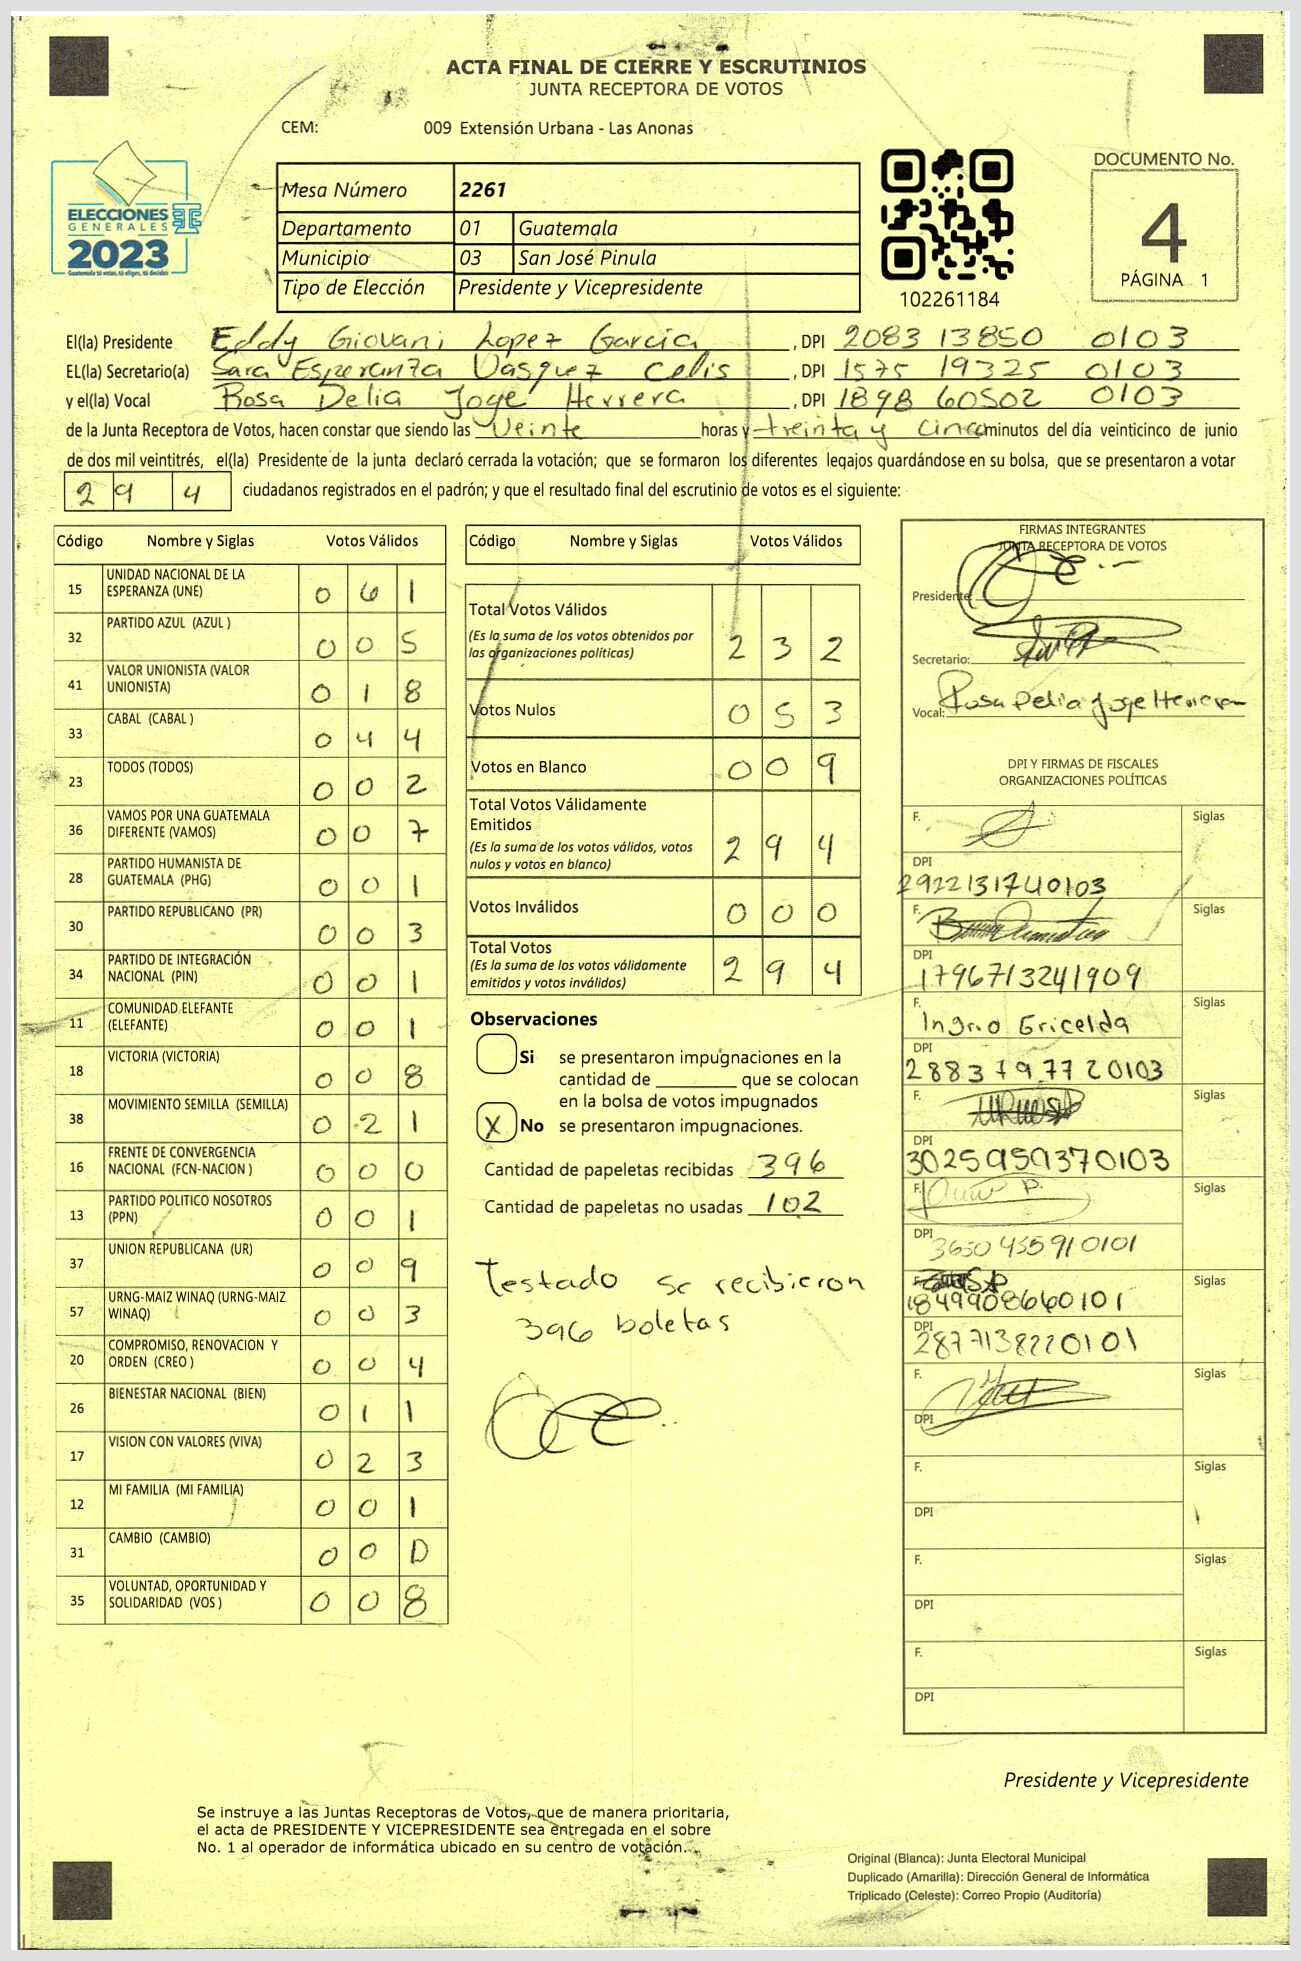 ACTA FINAL DE CIERRE Y ESCRUTINIOS
JUNTA RECEPTORA DE VOTOS
CEM: 009 Extensión Urbana - Las Anonas
ELECCIONES
GENERALES
2023
Guatemala tú votas, tú eliges, tú decides
Mesa Número 2261
Departamento 01 Guatemala
Municipio 03 San José Pinula
Tipo de Elección Presidente y Vicepresidente
102261184
DOCUMENTO No.
4
PÁGINA 1
El(la) Presidente Eddy Giovani Lopez Garcia, DPI 2083 13850 0103
EL(la) Secretario(a) Sara Esperanza Vasquez Celis, DPI 1575 19325 0103
y el(la) Vocal Rosa Delia Joge Herrera, DPI 1898 60502 0103
de la Junta Receptora de Votos, hacen constar que siendo las Veinte horas y treinta y cinco minutos del día veinticinco de junio
de dos mil veintitrés, el(la) Presidente de la junta declaró cerrada la votación; que se formaron los diferentes legajos guardándose en su bolsa, que se presentaron a votar
2 9 4 ciudadanos registrados en el padrón; y que el resultado final del escrutinio de votos es el siguiente:
Código Nombre y Siglas Votos Válidos
15 UNIDAD NACIONAL DE LA ESPERANZA (UNE) 0 6 1
32 PARTIDO AZUL (AZUL ) 0 0 5
41 VALOR UNIONISTA (VALOR UNIONISTA) 0 1 8
33 CABAL (CABAL ) 0 4 4
23 TODOS (TODOS) 0 0 2
36 VAMOS POR UNA GUATEMALA DIFERENTE (VAMOS) 0 0 7
28 PARTIDO HUMANISTA DE GUATEMALA (PHG) 0 0 1
30 PARTIDO REPUBLICANO (PR) 0 0 3
34 PARTIDO DE INTEGRACIÓN NACIONAL (PIN) 0 0 1
11 COMUNIDAD ELEFANTE (ELEFANTE) 0 0 1
18 VICTORIA (VICTORIA) 0 0 8
38 MOVIMIENTO SEMILLA (SEMILLA) 0 2 1
16 FRENTE DE CONVERGENCIA NACIONAL (FCN-NACION ) 0 0 0
13 PARTIDO POLITICO NOSOTROS (PPN) 0 0 1
37 UNION REPUBLICANA (UR) 0 0 9
57 URNG-MAIZ WINAQ (URNG-MAIZ WINAQ) 0 0 3
20 COMPROMISO, RENOVACION Y ORDEN (CREO ) 0 0 4
26 BIENESTAR NACIONAL (BIEN) 0 1 1
17 VISION CON VALORES (VIVA) 0 2 3
12 MI FAMILIA (MI FAMILIA) 0 0 1
31 CAMBIO (CAMBIO) 0 0 0
35 VOLUNTAD, OPORTUNIDAD Y SOLIDARIDAD (VOS ) 0 0 8
Código Nombre y Siglas Votos Válidos
Total Votos Válidos
(Es la suma de los votos obtenidos por
las organizaciones políticas) 2 3 2
Votos Nulos 0 5 3
Votos en Blanco 0 0 9
Total Votos Válidamente
Emitidos
(Es la suma de los votos válidos, votos
nulos y votos en blanco) 2 9 4
Votos Inválidos 0 0 0
Total Votos
(Es la suma de los votos válidamente
emitidos y votos inválidos) 2 9 4
Observaciones
Si se presentaron impugnaciones en la
cantidad de ________ que se colocan
en la bolsa de votos impugnados
X No se presentaron impugnaciones.
Cantidad de papeletas recibidas 396
Cantidad de papeletas no usadas 102
Testado se recibieron
396 boletas
FIRMAS INTEGRANTES
JUNTA RECEPTORA DE VOTOS
Presidente:
Secretario:
Vocal: Rosa Delia Joge Herrera
DPI Y FIRMAS DE FISCALES
ORGANIZACIONES POLÍTICAS
F. Siglas
DPI
2922131740103
F. Siglas
DPI
1796713241909
F. Siglas
Ingrid Gricelda
DPI
2883797720103
F. Siglas
DPI
3025959370103
F. Siglas
DPI
3650435910101
F. Siglas
1849908660101
DPI
2877138220101
F. Siglas
DPI
F. Siglas
DPI
F. Siglas
DPI
F. Siglas
DPI
Presidente y Vicepresidente
Se instruye a las Juntas Receptoras de Votos, que de manera prioritaria,
el acta de PRESIDENTE Y VICEPRESIDENTE sea entregada en el sobre
No. 1 al operador de informática ubicado en su centro de votación.
Original (Blanca): Junta Electoral Municipal
Duplicado (Amarilla): Dirección General de Informática
Triplicado (Celeste): Correo Propio (Auditoría)